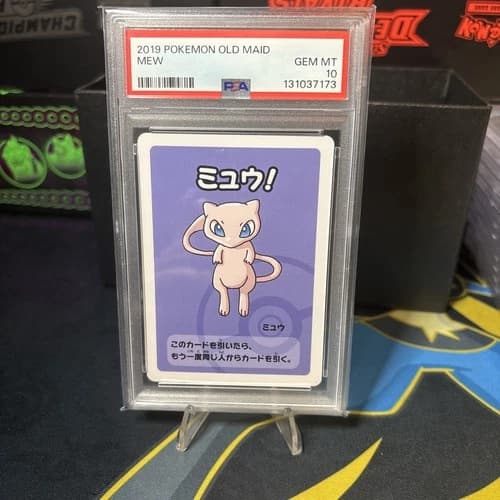 CHAMPION
2019 POKEMON OLD MAID
MEW
GEM MT
10
PSA
131037173
ミュウ!
ミュウ
このカードを引いたら、
もう一度同じ人からカードを引く。